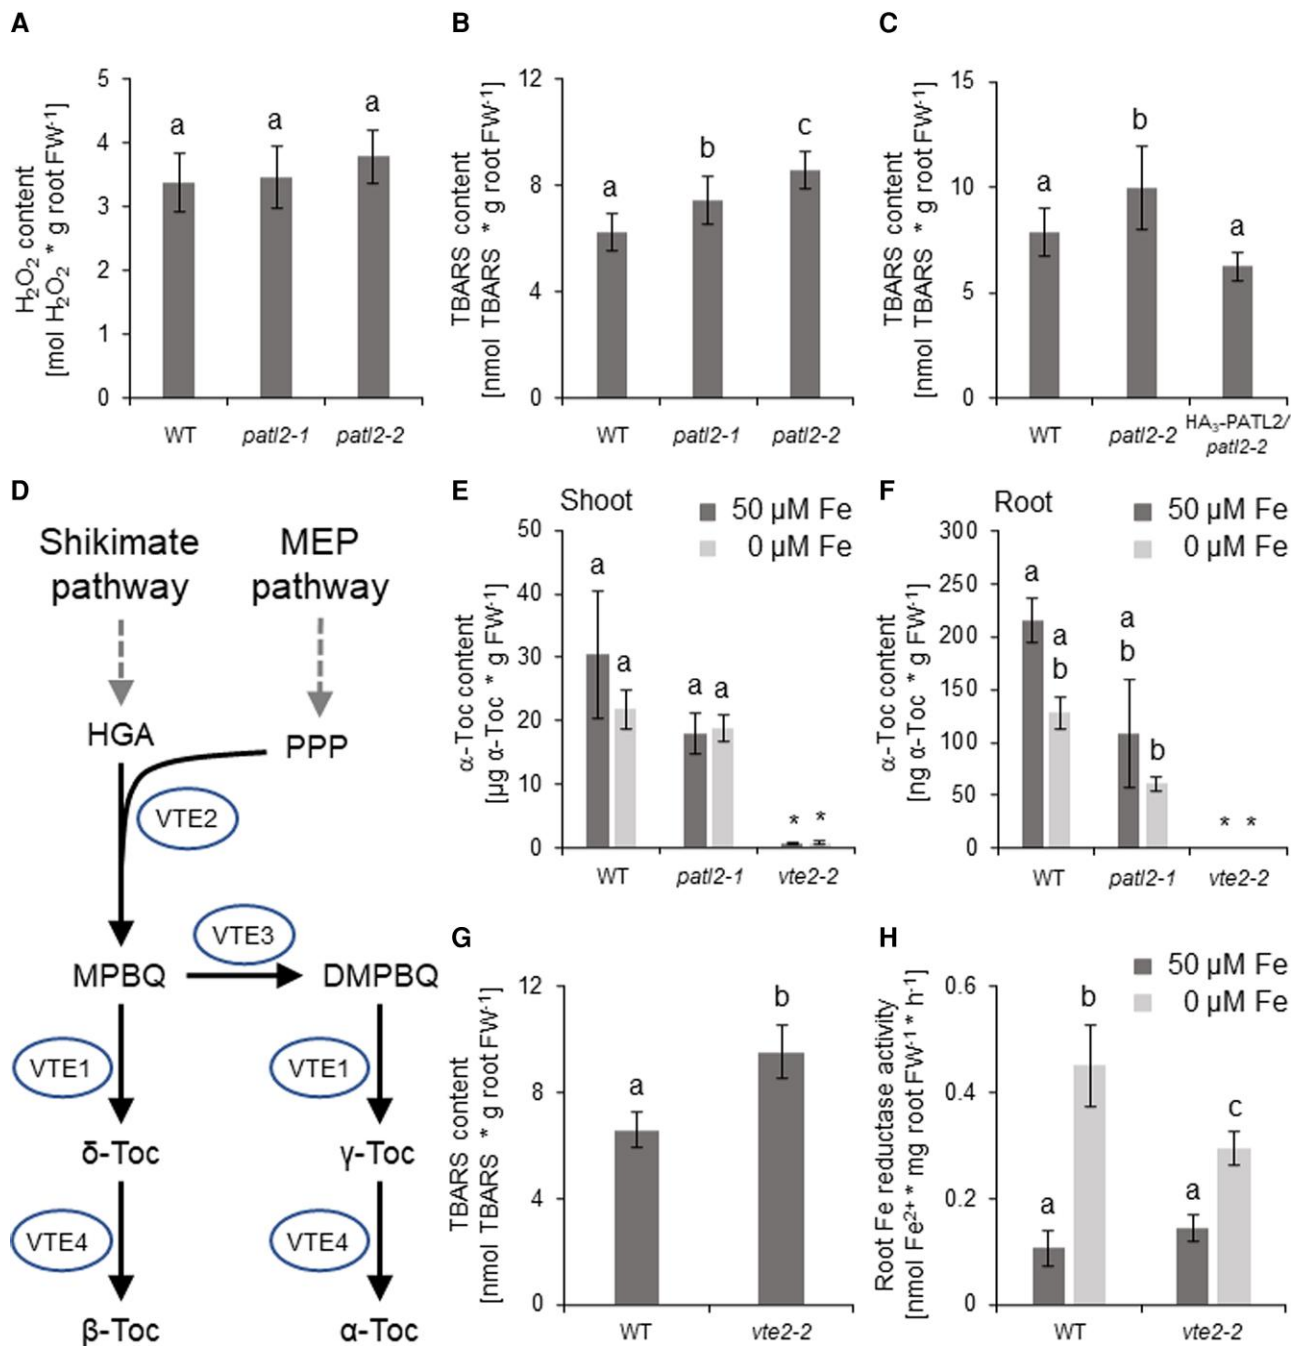 A
H₂O₂ content
[mol H₂O₂ * g root FW⁻¹]
5
4
3
2
1
0
a
a
a
WT
patl2-1
patl2-2
B
TBARS content
[nmol TBARS * g root FW⁻¹]
12
8
4
0
a
b
c
WT
patl2-1
patl2-2
C
TBARS content
[nmol TBARS * g root FW⁻¹]
15
10
5
0
a
b
a
WT
patl2-2
HA₃-PATL2/
patl2-2
D
Shikimate
pathway
MEP
pathway
HGA
PPP
VTE2
VTE3
MPBQ
DMPBQ
VTE1
VTE1
δ-Toc
γ-Toc
VTE4
VTE4
β-Toc
α-Toc
E
Shoot
50 µM Fe
0 µM Fe
α-Toc content
[µg α-Toc * g FW⁻¹]
50
40
30
20
10
0
a
a
a
a
* *
WT
patl2-1
vte2-2
F
Root
50 µM Fe
0 µM Fe
α-Toc content
[ng α-Toc * g FW⁻¹]
300
250
200
150
100
50
0
a
a
b
a
b
b
* *
WT
patl2-1
vte2-2
G
TBARS content
[nmol TBARS * g root FW⁻¹]
12
8
4
0
a
b
WT
vte2-2
H
50 µM Fe
0 µM Fe
Root Fe reductase activity
[nmol Fe²⁺ * mg root FW⁻¹ * h⁻¹]
0.6
0.4
0.2
0
a
b
a
c
WT
vte2-2